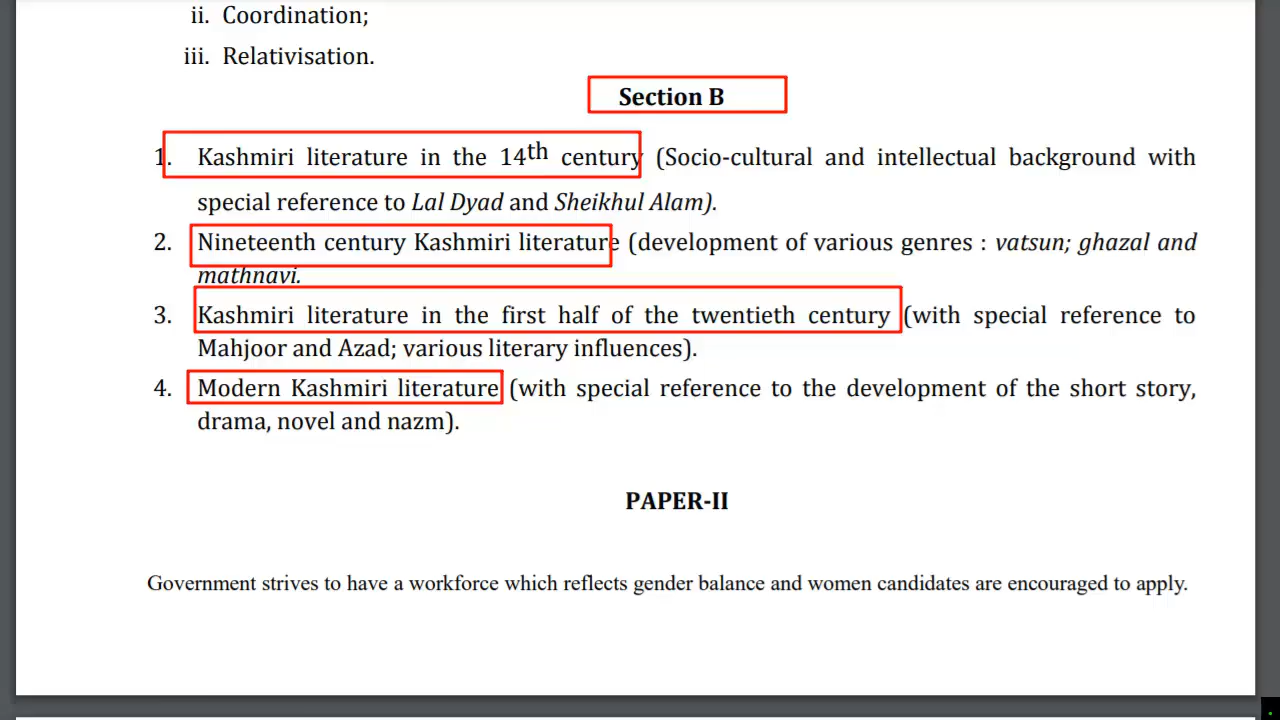 ii. Coordination;
iii. Relativisation.
Section B
1. Kashmiri literature in the 14th century (Socio-cultural and intellectual background with
special reference to Lal Dyad and Sheikhul Alam).
2. Nineteenth century Kashmiri literature (development of various genres : vatsun; ghazal and
mathnavi.
3. Kashmiri literature in the first half of the twentieth century (with special reference to
Mahjoor and Azad; various literary influences).
4. Modern Kashmiri literature (with special reference to the development of the short story,
drama, novel and nazm).
PAPER-II
Government strives to have a workforce which reflects gender balance and women candidates are encouraged to apply.